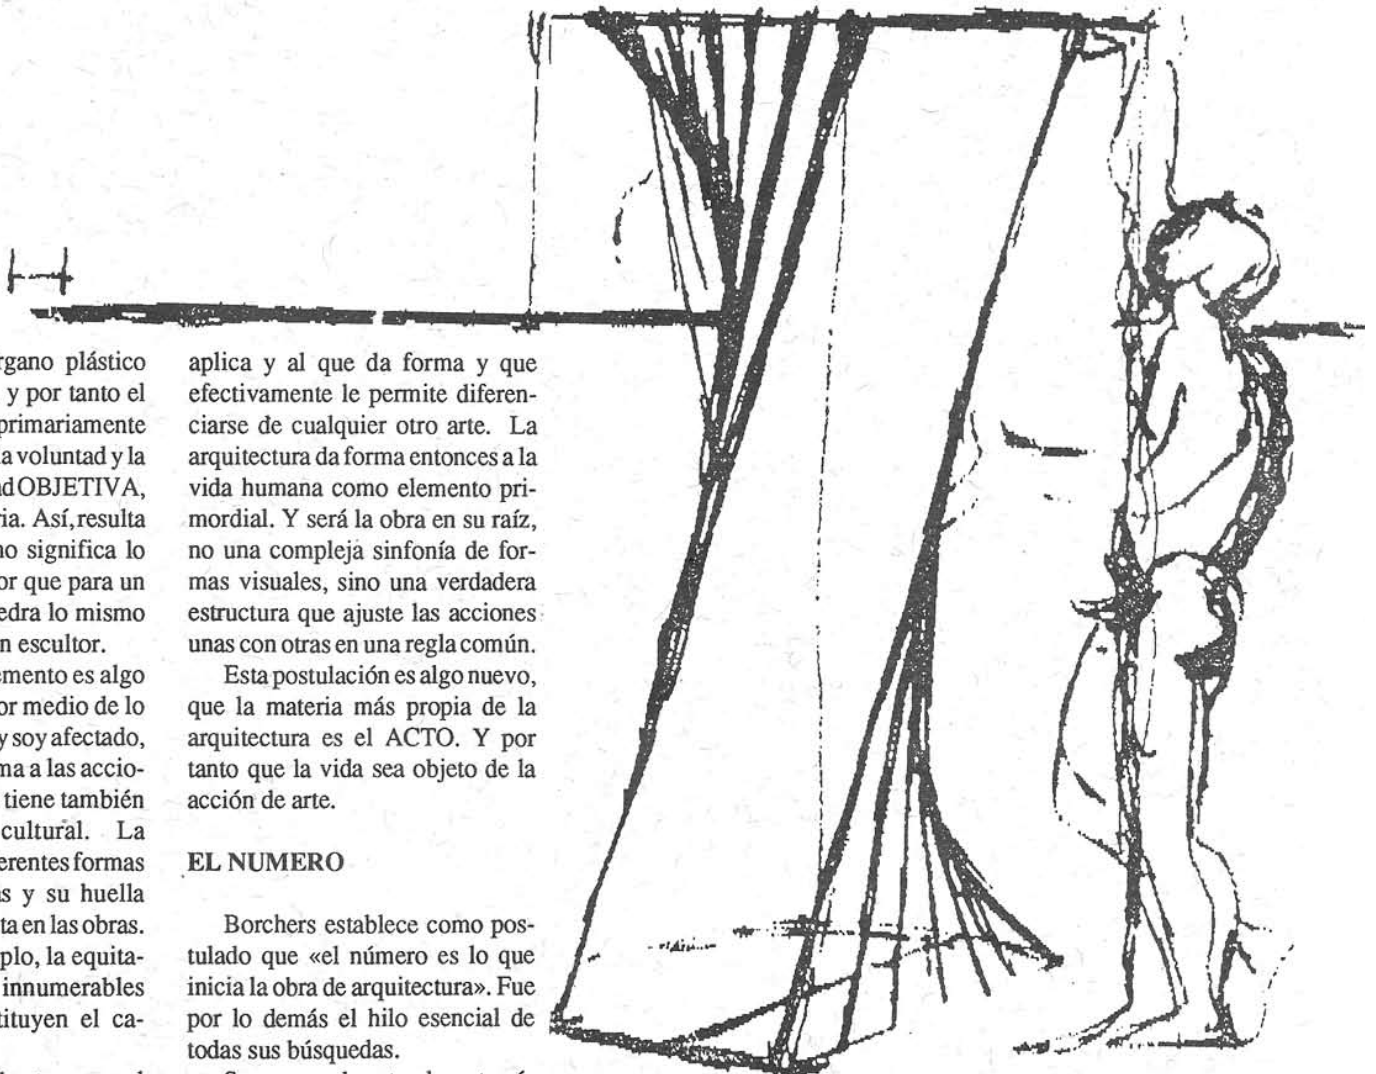 rgano plástico
y por tanto el
primariamente
a voluntad y la
ad OBJETIVA,
ria. Así, resulta
no significa lo
or que para un
edra lo mismo
n escultor.
emento es algo
or medio de lo
y soy afectado,
ma a las accio-
tiene también
cultural. La
erentes formas
as y su huella
ta en las obras.
plo, la equita-
innumerables
tituyen el ca-
aplica y al que da forma y que
efectivamente le permite diferen-
ciarse de cualquier otro arte. La
arquitectura da forma entonces a la
vida humana como elemento pri-
mordial. Y será la obra en su raíz,
no una compleja sinfonía de for-
mas visuales, sino una verdadera
estructura que ajuste las acciones
unas con otras en una regla común.
Esta postulación es algo nuevo,
que la materia más propia de la
arquitectura es el ACTO. Y por
tanto que la vida sea objeto de la
acción de arte.
EL NUMERO
Borchers establece como pos-
tulado que «el número es lo que
inicia la obra de arquitectura». Fue
por lo demás el hilo esencial de
todas sus búsquedas.